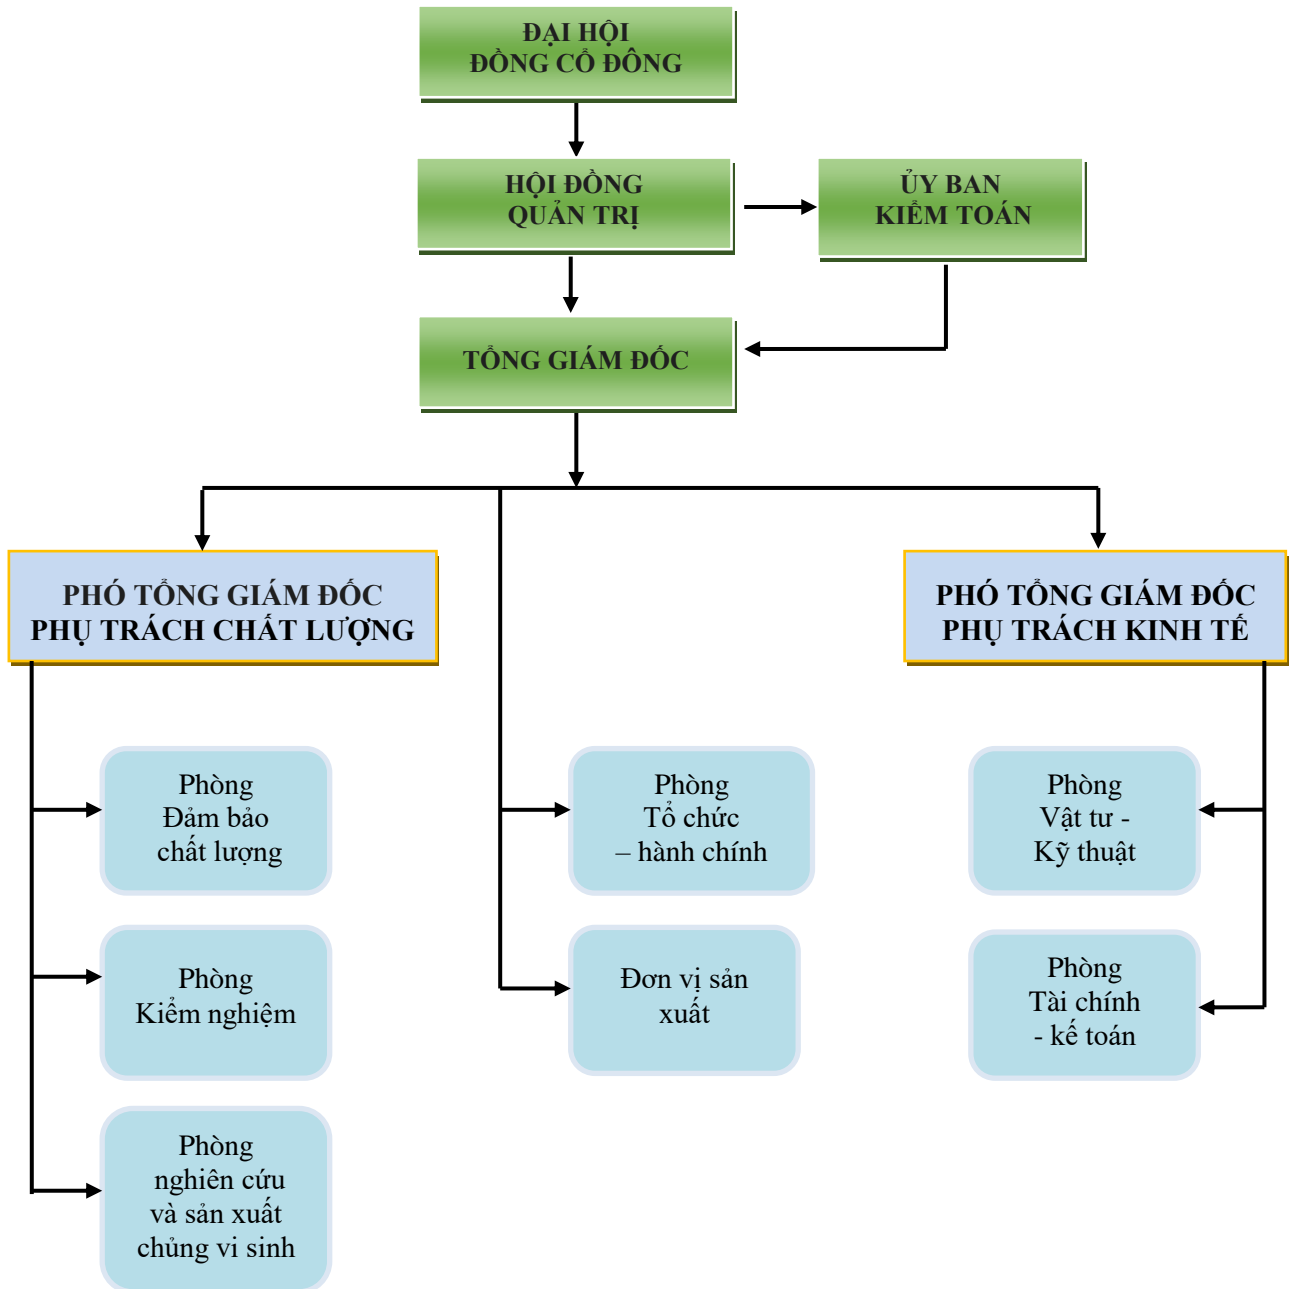 ĐẠI HỘI
ĐỒNG CỔ ĐÔNG
HỘI ĐỒNG
QUẢN TRỊ
ỦY BAN
KIỂM TOÁN
TỔNG GIÁM ĐỐC
PHÓ TỔNG GIÁM ĐỐC
PHỤ TRÁCH CHẤT LƯỢNG
PHÓ TỔNG GIÁM ĐỐC
PHỤ TRÁCH KINH TẾ
Phòng
Đảm bảo
chất lượng
Phòng
Tổ chức
– hành chính
Phòng
Vật tư -
Kỹ thuật
Phòng
Kiểm nghiệm
Đơn vị sản
xuất
Phòng
Tài chính
- kế toán
Phòng
nghiên cứu
và sản xuất
chủng vi sinh